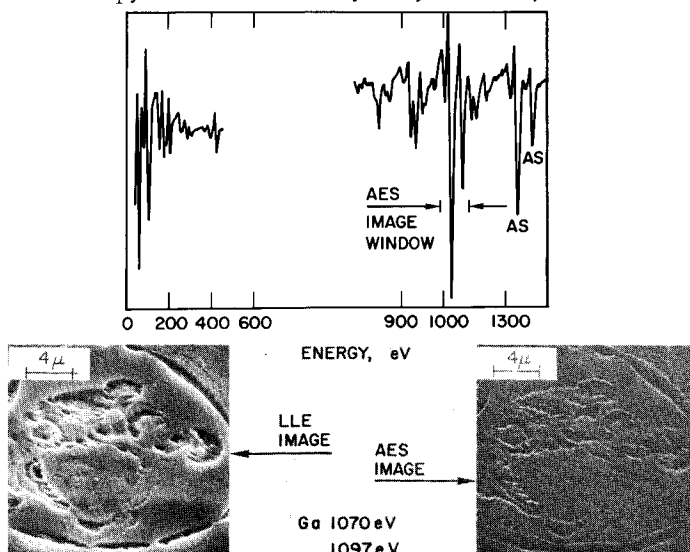 AS
AS
AES
IMAGE
WINDOW
0 200 400 600 900 1000 1300
ENERGY, eV
4μ
4μ
LLE
IMAGE
AES
IMAGE
Ga 1070 eV
1097 eV